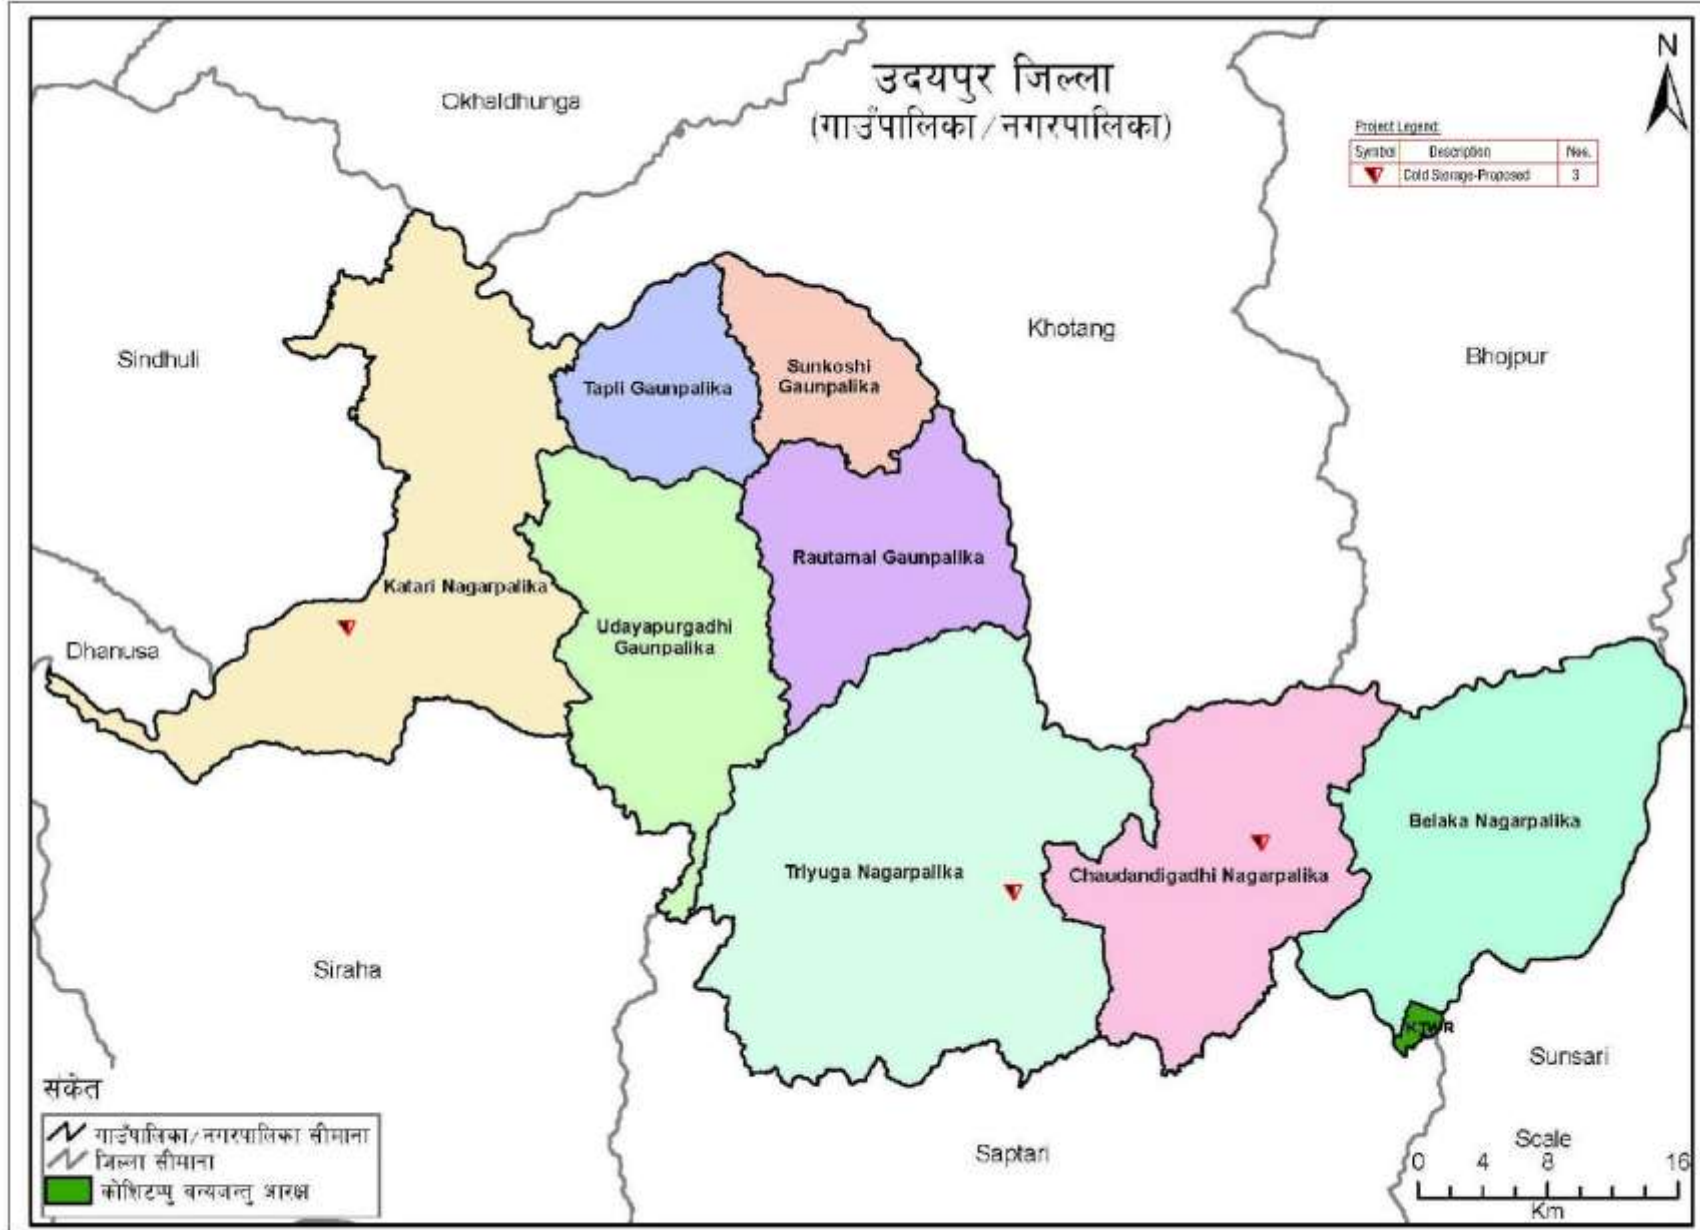 उदयपुर जिल्ला
(गाउँपालिका/नगरपालिका)
N
Project Legend:
Symbol Description Nos.
Cold Storage-Proposed 3
Okhaldhunga
Sindhuli
Khotang
Bhojpur
Tapli Gaunpalika
Sunkoshi
Gaunpalika
Rautamai Gaunpalika
Katari Nagarpalika
Udayapurgadhi
Gaunpalika
Dhanusa
Belaka Nagarpalika
Triyuga Nagarpalika
Chaudandigadhi Nagarpalika
Siraha
KTWR
Sunsari
Saptari
संकेत
गाउँपालिका/नगरपालिका सीमाना
जिल्ला सीमाना
कोशिटप्पु वन्यजन्तु आरक्ष
Scale
0 4 8 16
Km